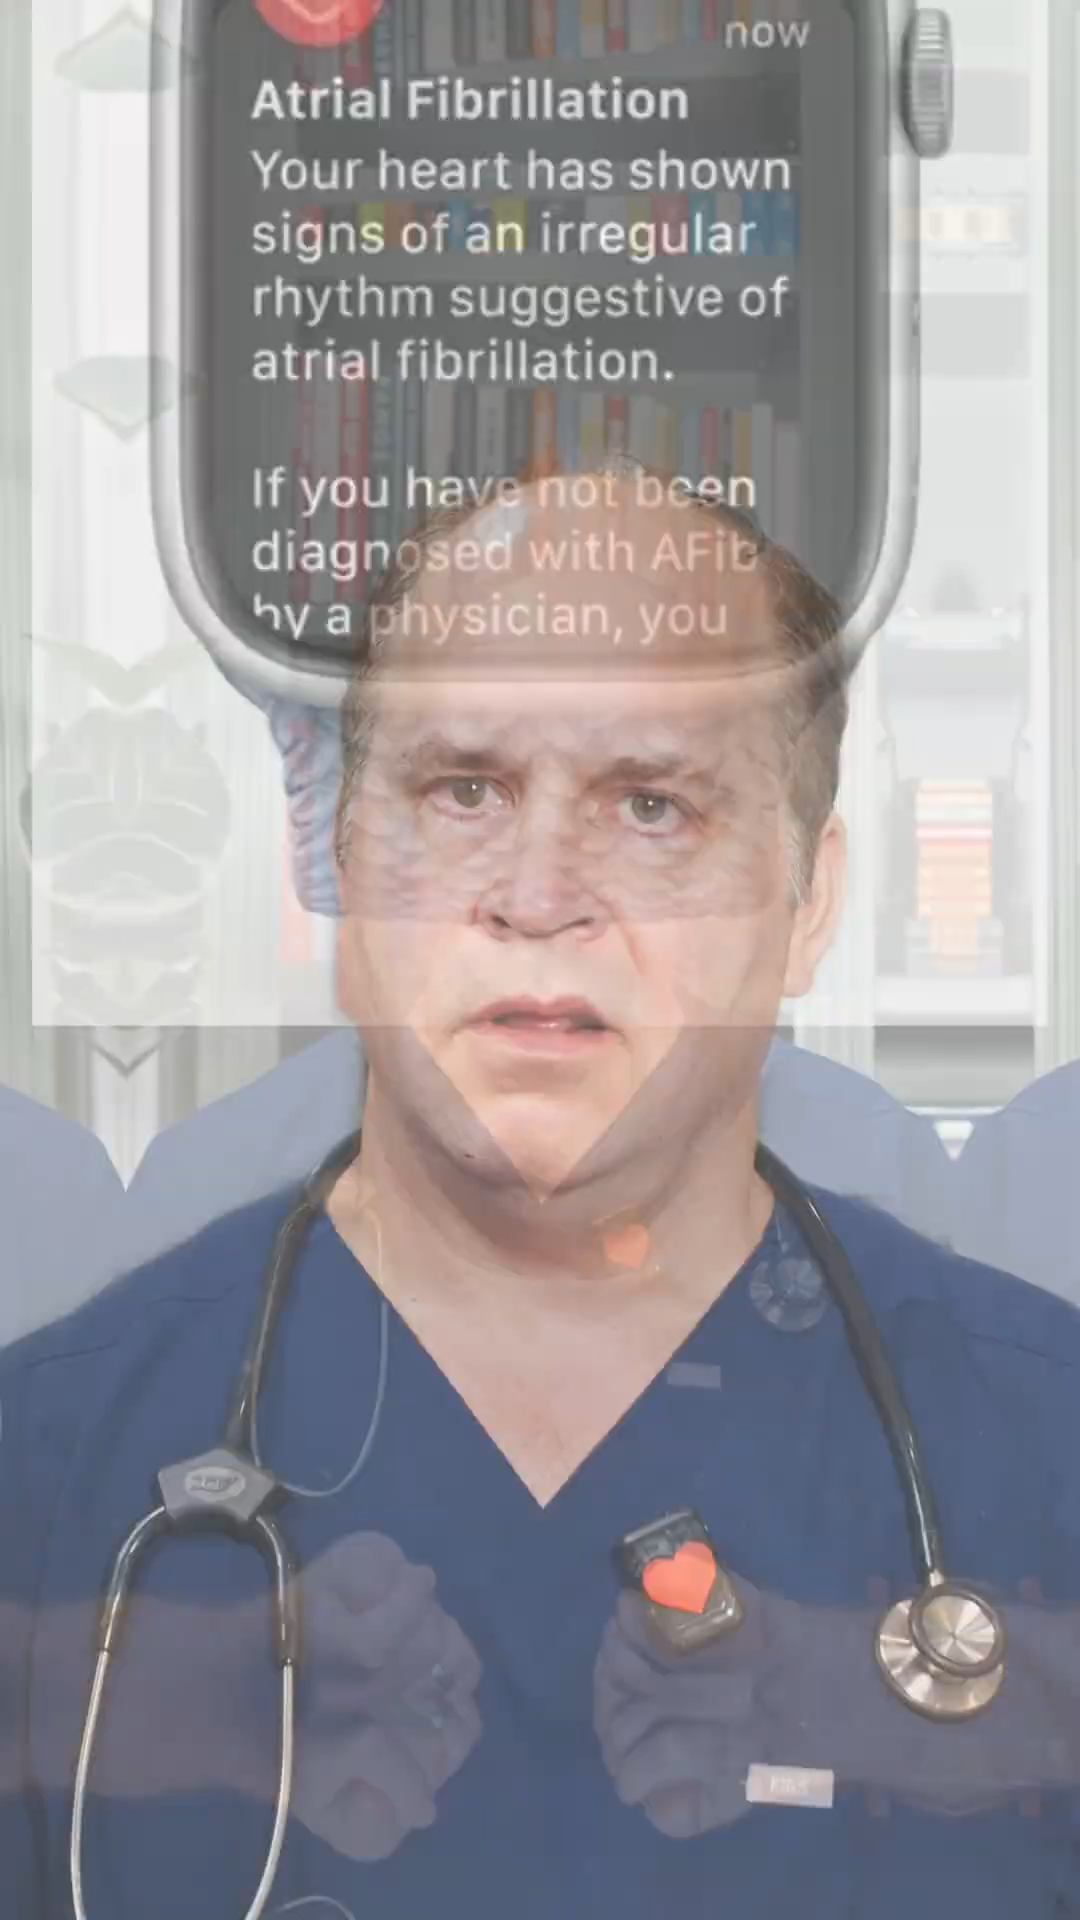 now
Atrial Fibrillation
Your heart has shown
signs of an irregular
rhythm suggestive of
atrial fibrillation.
If you have not been
diagnosed with AFib
by a physician, you